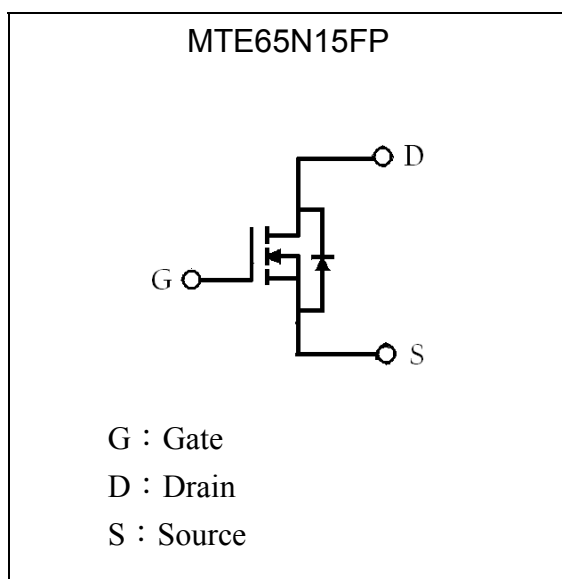 MTE65N15FP
D
G
S
G：Gate
D：Drain
S：Source